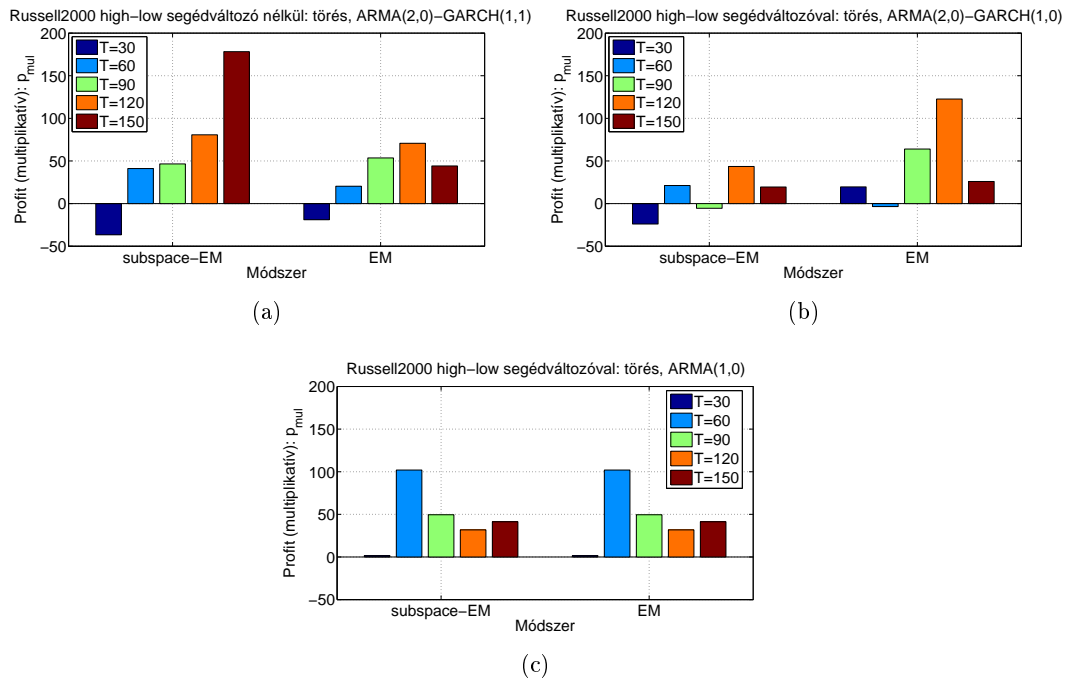 Russell2000 high-low segédváltozó nélkül: törés, ARMA(2,0)-GARCH(1,1)
200
150
100
50
0
-50
Profit (multiplikatív): p_mul
T=30
T=60
T=90
T=120
T=150
subspace-EM
EM
Módszer
(a)
Russell2000 high-low segédváltozóval: törés, ARMA(2,0)-GARCH(1,0)
200
150
100
50
0
-50
Profit (multiplikatív): p_mul
T=30
T=60
T=90
T=120
T=150
subspace-EM
EM
Módszer
(b)
Russell2000 high-low segédváltozóval: törés, ARMA(1,0)
200
150
100
50
0
-50
Profit (multiplikatív): p_mul
T=30
T=60
T=90
T=120
T=150
subspace-EM
EM
Módszer
(c)